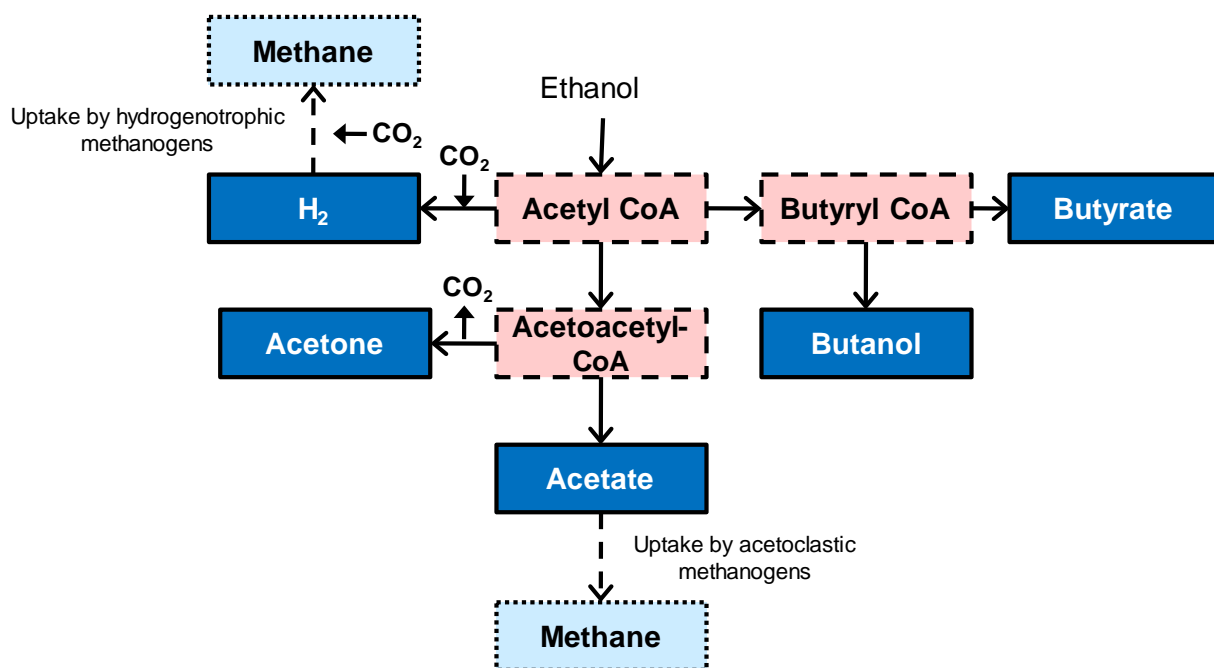 Methane
Ethanol
Uptake by hydrogenotrophic
methanogens
CO₂
CO₂
H₂
Acetyl CoA
Butyryl CoA
Butyrate
CO₂
Acetone
Acetoacetyl-
CoA
Butanol
Acetate
Uptake by acetoclastic
methanogens
Methane